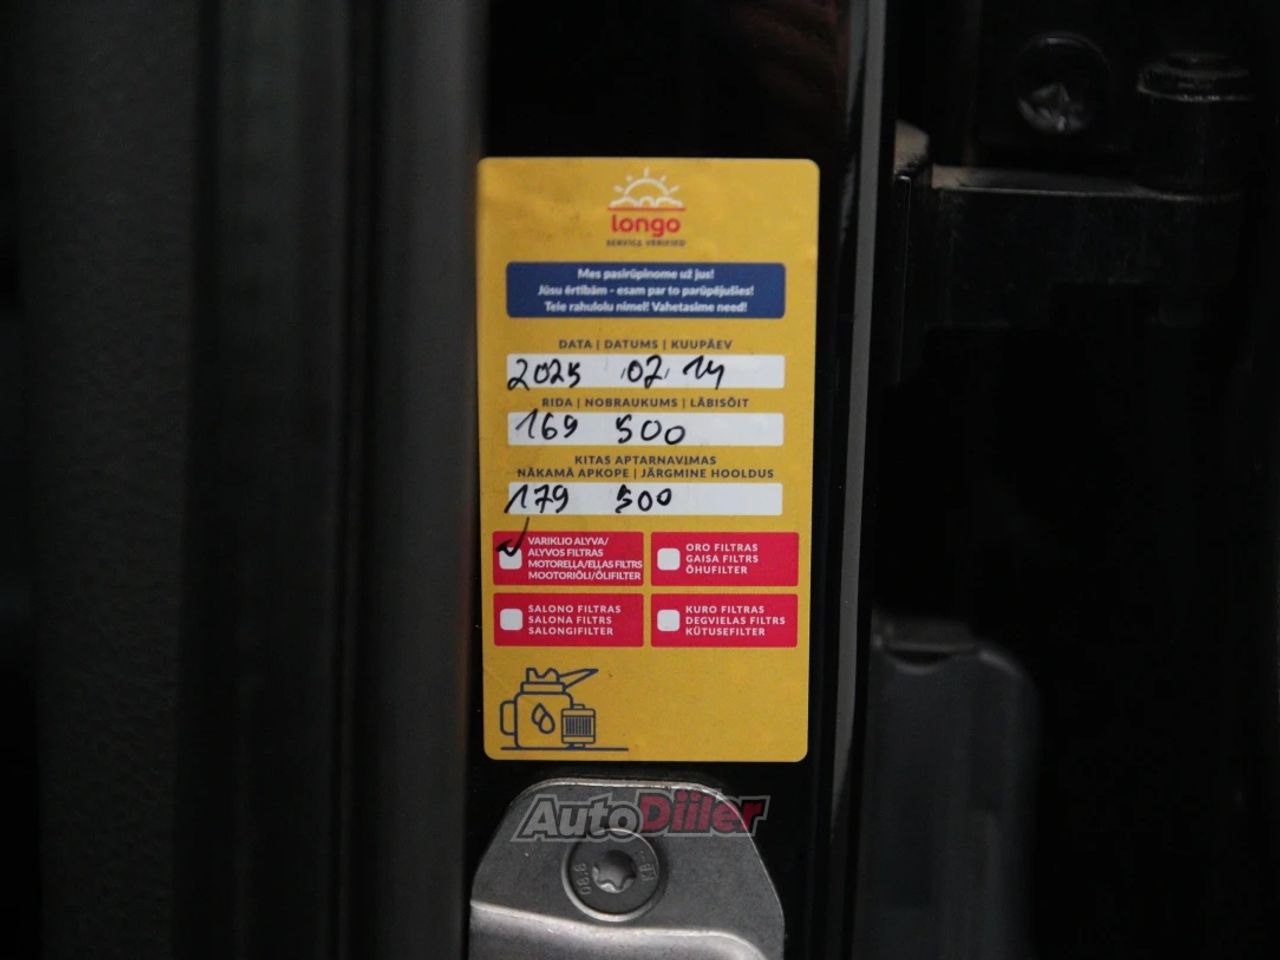 longo
SERVICE VERIFIED
Mes pasirūpinome už jus!
Jūsu ērtībām - esam par to parūpējušies!
Teie rahulolu nimel! Vahetasime need!
DATA | DATUMS | KUUPÄEV
2025 .02. 14
RIDA | NOBRAUKUMS | LÄBISÕIT
169 500
KITAS APTARNAVIMAS
NĀKAMĀ APKOPE | JÄRGMINE HOOLDUS
179 500
VARIKLIO ALYVA/
ALYVOS FILTRAS
MOTORELLA/ELLAS FILTRS
MOOTORIÕLI/ÕLIFILTER
ORO FILTRAS
GAISA FILTRS
ÕHUFILTER
SALONO FILTRAS
SALONA FILTRS
SALONGIFILTER
KURO FILTRAS
DEGVIELAS FILTRS
KÜTUSEFILTER
AutoDiiler
08.8